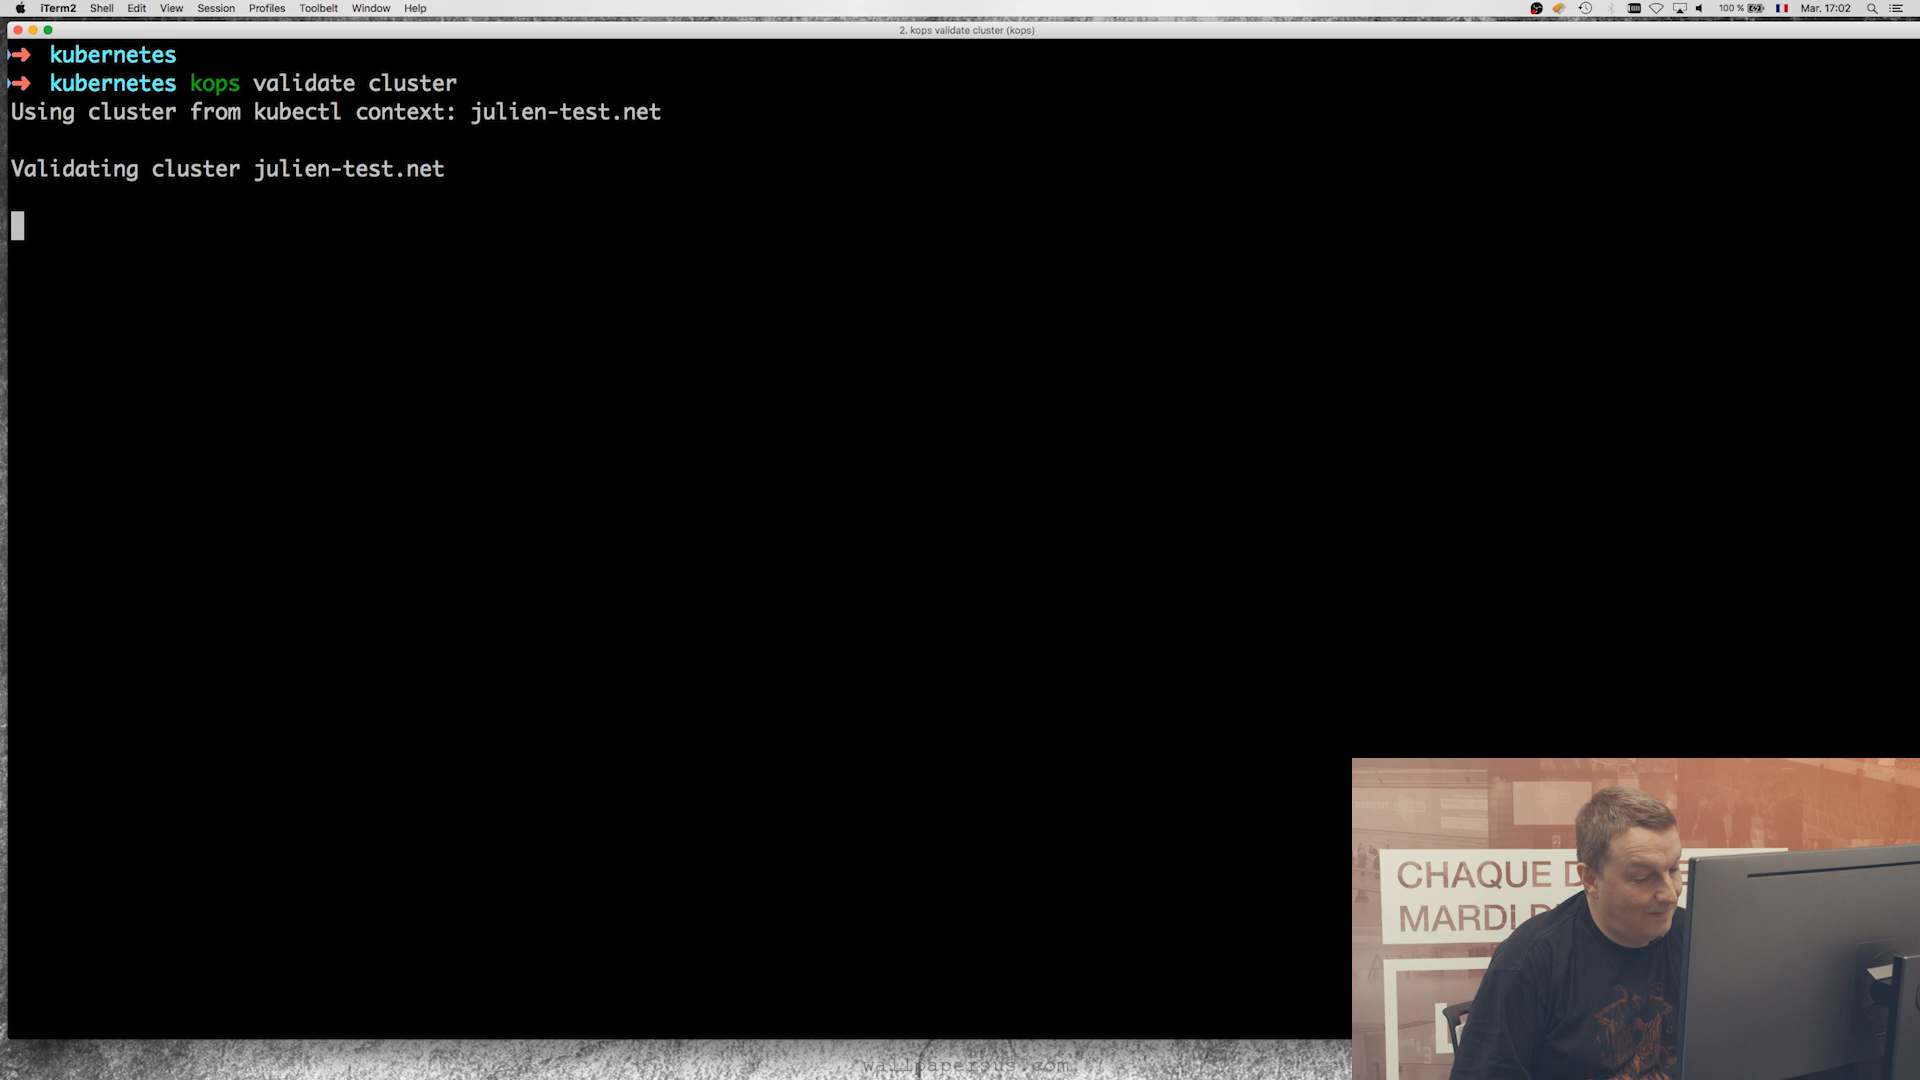 iTerm2 Shell Edit View Session Profiles Toolbelt Window Help 100 % Mar. 17:02
2. kops validate cluster (kops)
➜ kubernetes
➜ kubernetes kops validate cluster
Using cluster from kubectl context: julien-test.net
Validating cluster julien-test.net
CHAQUE
MARDI
wallpapersus.com